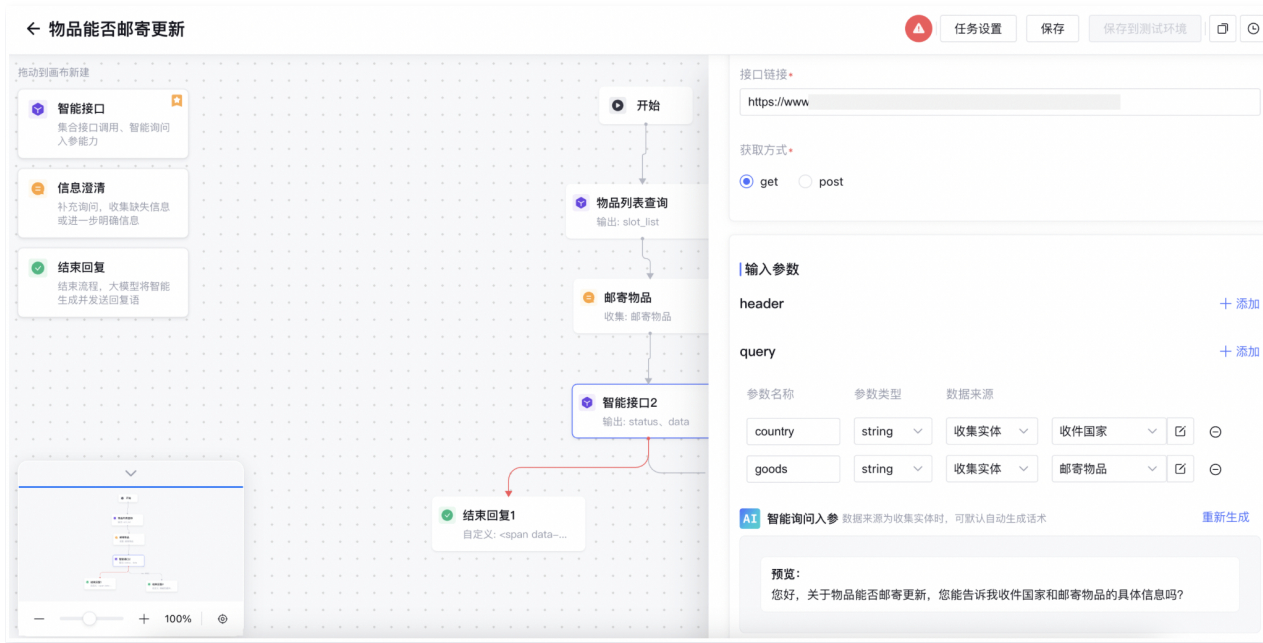 物品能否邮寄更新
任务设置
保存
保存到测试环境
拖动到画布新建
智能接口
集合接口调用、智能询问
入参能力
信息澄清
补充询问，收集缺失信息
或进一步明确信息
结束回复
结束流程，大模型将智能
生成并发送回复语
100%
开始
物品列表查询
输出: slot_list
邮寄物品
收集: 邮寄物品
智能接口2
输出: status、data
结束回复1
自定义: <span data-...
接口链接*
https://www
获取方式*
get
post
输入参数
header
+ 添加
query
+ 添加
参数名称
参数类型
数据来源
country
string
收集实体
收件国家
goods
string
收集实体
邮寄物品
AI
智能询问入参 数据来源为收集实体时，可默认自动生成话术
重新生成
预览：
您好，关于物品能否邮寄更新，您能告诉我收件国家和邮寄物品的具体信息吗?